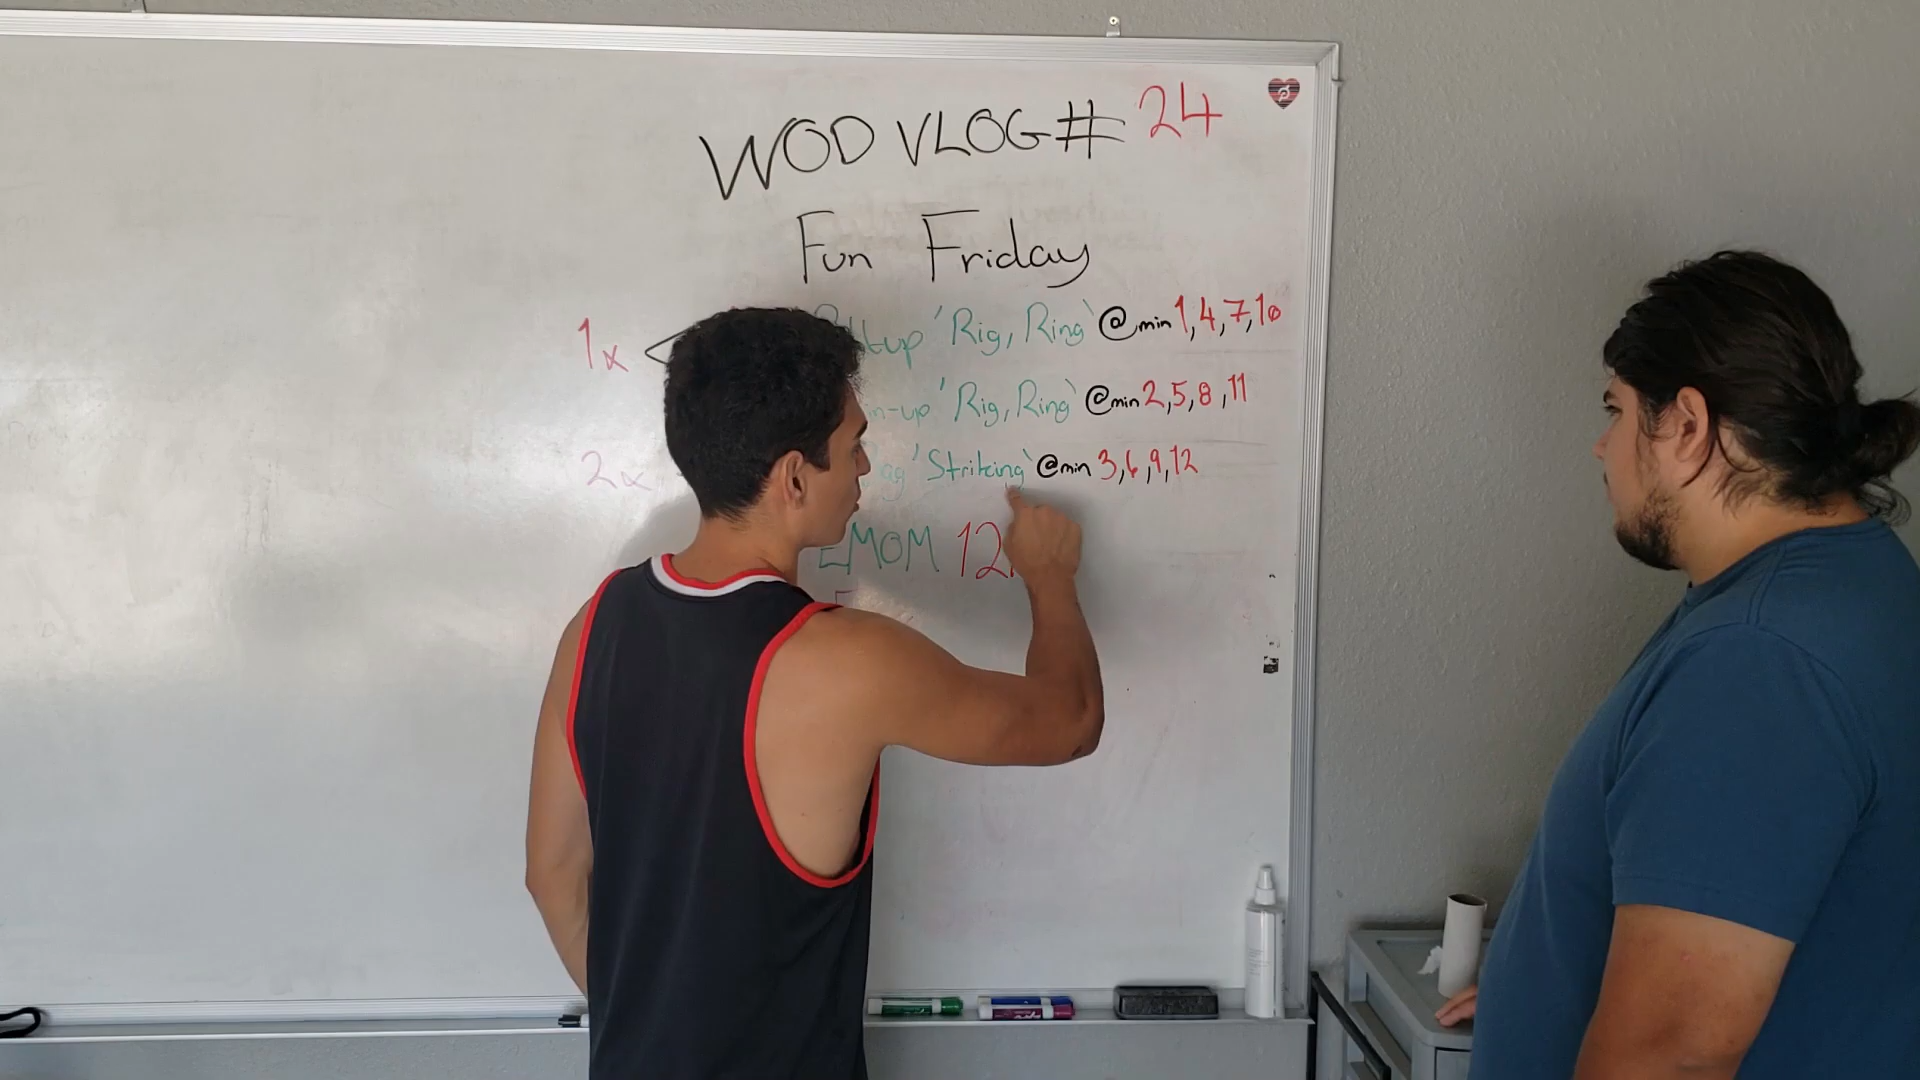 WOD VLOG # 24
Fun Friday
1x 'Rig, Ring' @min 1,4,7,10
'Rig, Ring' @min 2,5,8,11
2x 'Striking' @min 3,6,9,12
EMOM 12